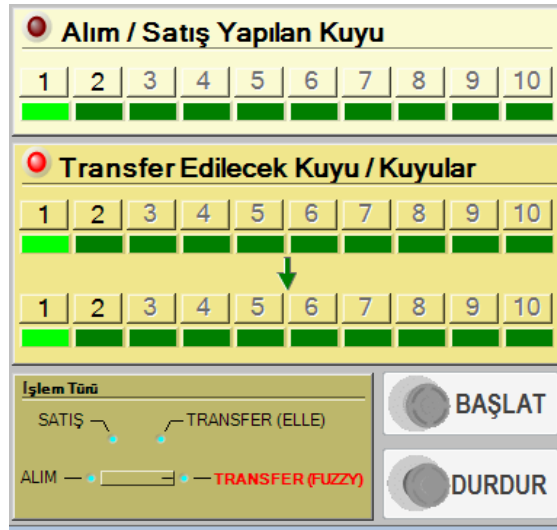 Alım / Satış Yapılan Kuyu
1 2 3 4 5 6 7 8 9 10
Transfer Edilecek Kuyu / Kuyular
1 2 3 4 5 6 7 8 9 10
1 2 3 4 5 6 7 8 9 10
İşlem Türü
SATIŞ TRANSFER (ELLE)
ALIM TRANSFER (FUZZY)
BAŞLAT
DURDUR